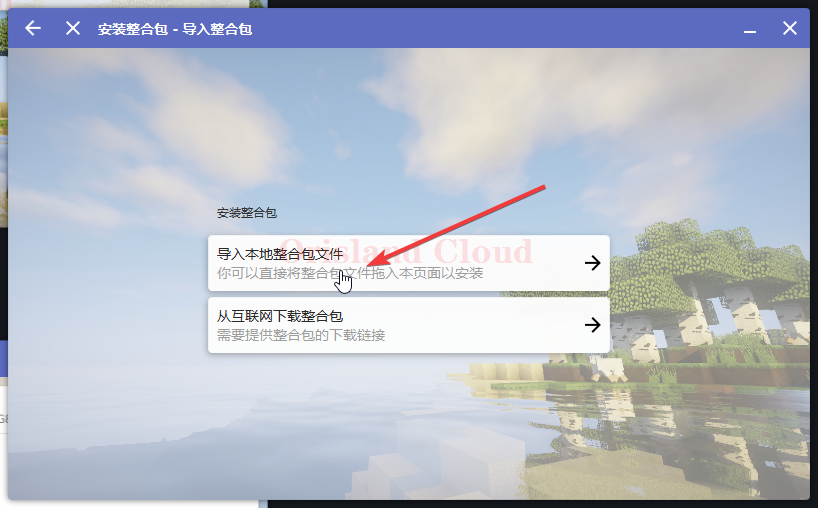 安装整合包 - 导入整合包
安装整合包
导入本地整合包文件
Orisland Cloud
你可以直接将整合包文件拖入本页面以安装
从互联网下载整合包
需要提供整合包的下载链接